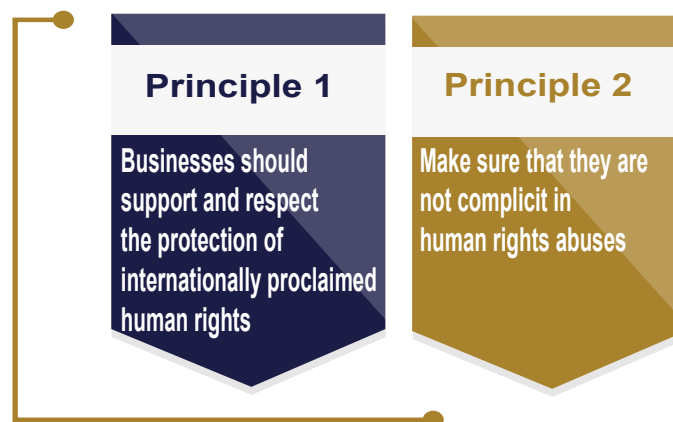 Principle 1
Businesses should
support and respect
the protection of
internationally proclaimed
human rights
Principle 2
Make sure that they are
not complicit in
human rights abuses